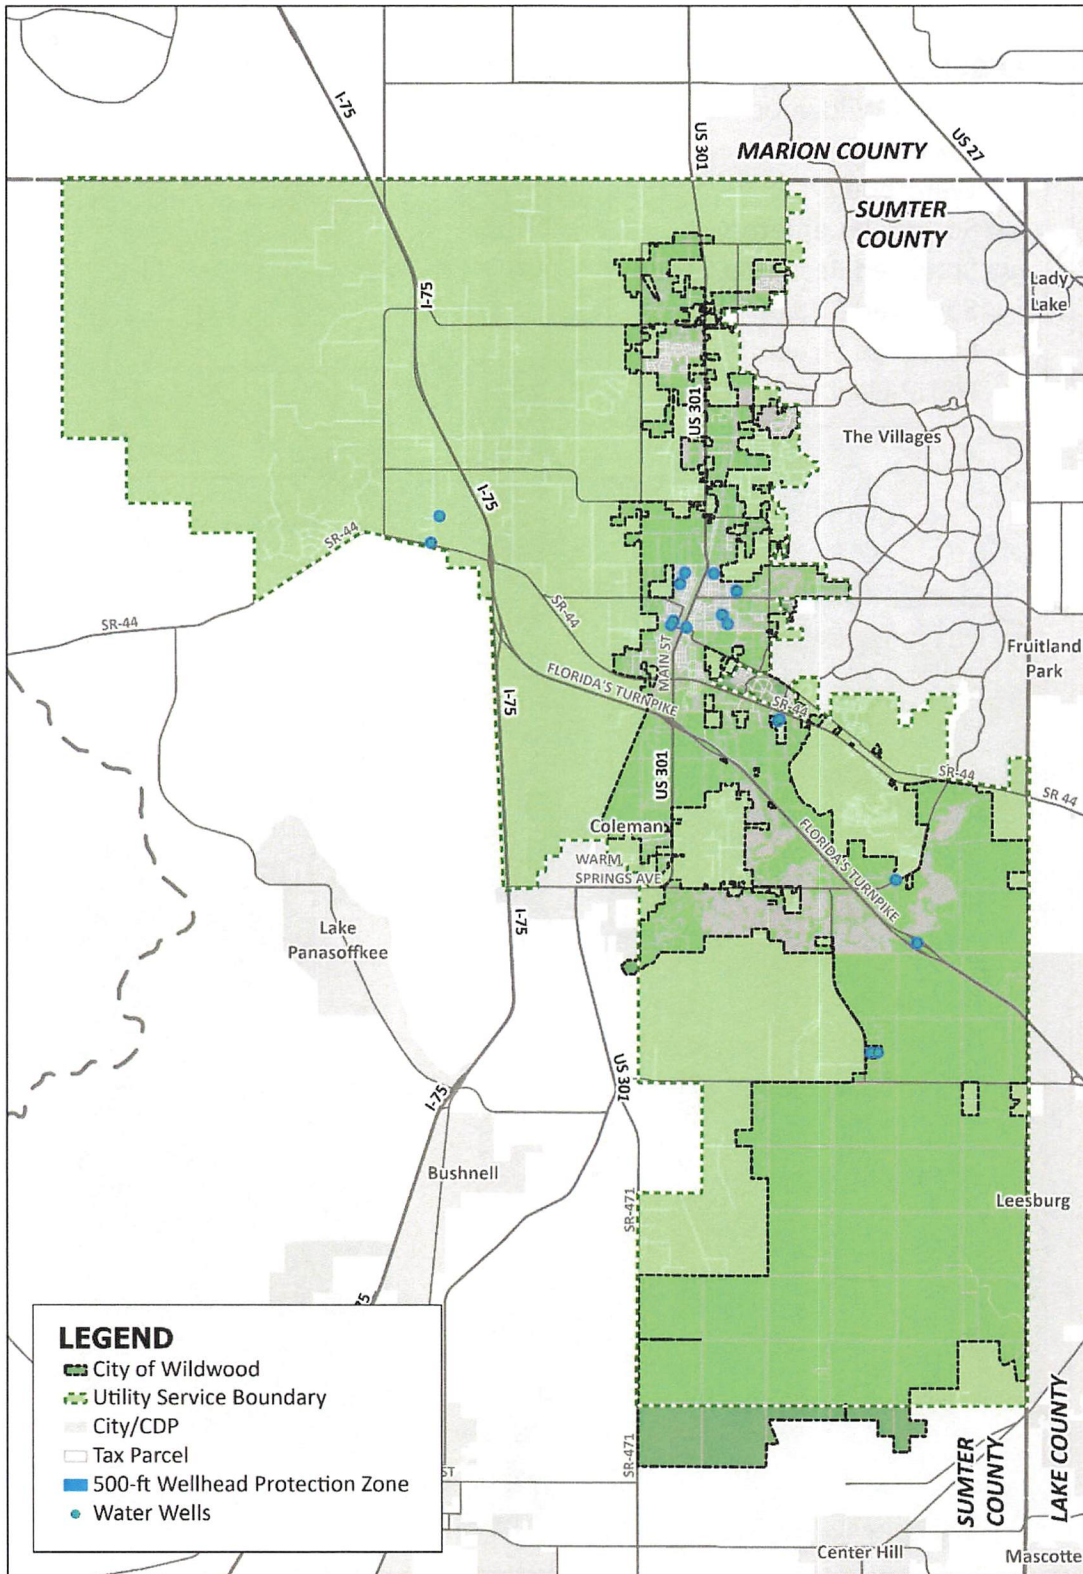 I-75
US 301
US 27
MARION COUNTY
SUMTER
COUNTY
Lady
Lake
I-75
US 301
The Villages
I-75
SR-44
SR-44
SR-44
MAIN ST
Fruitland
Park
FLORIDA'S TURNPIKE
I-75
SR-44
US 301
SR-44
SR 44
Coleman
FLORIDA'S TURNPIKE
WARM
SPRINGS AVE
I-75
Lake
Panasoffkee
US 301
I-75
Bushnell
SR-471
Leesburg
75
LEGEND
City of Wildwood
Utility Service Boundary
City/CDP
Tax Parcel
500-ft Wellhead Protection Zone
Water Wells
ST
SR-471
SUMTER
COUNTY
LAKE COUNTY
Center Hill
Mascotte